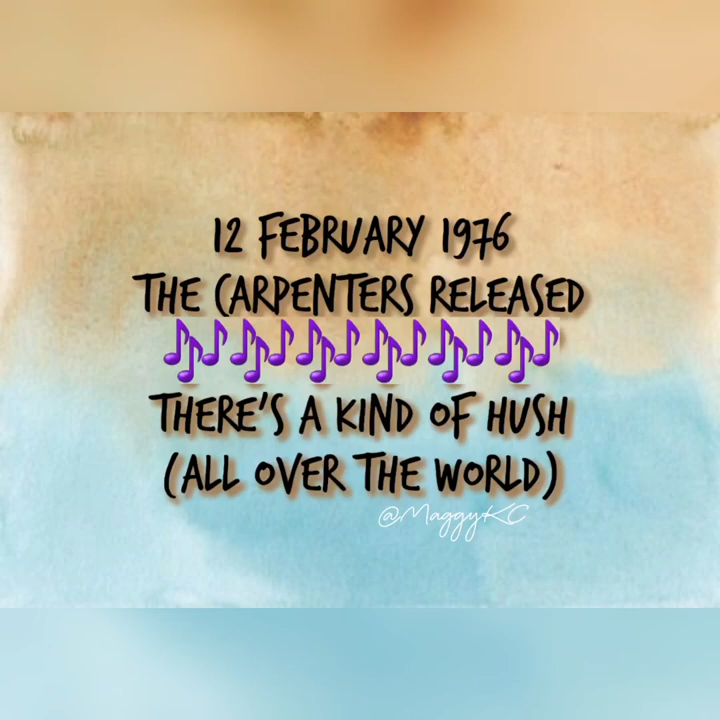 12 FEBRUARY 1976
THE CARPENTERS RELEASED
🎶🎶🎶🎶🎶🎶
THERE'S A KIND OF HUSH
(ALL OVER THE WORLD)
@MaggyKC